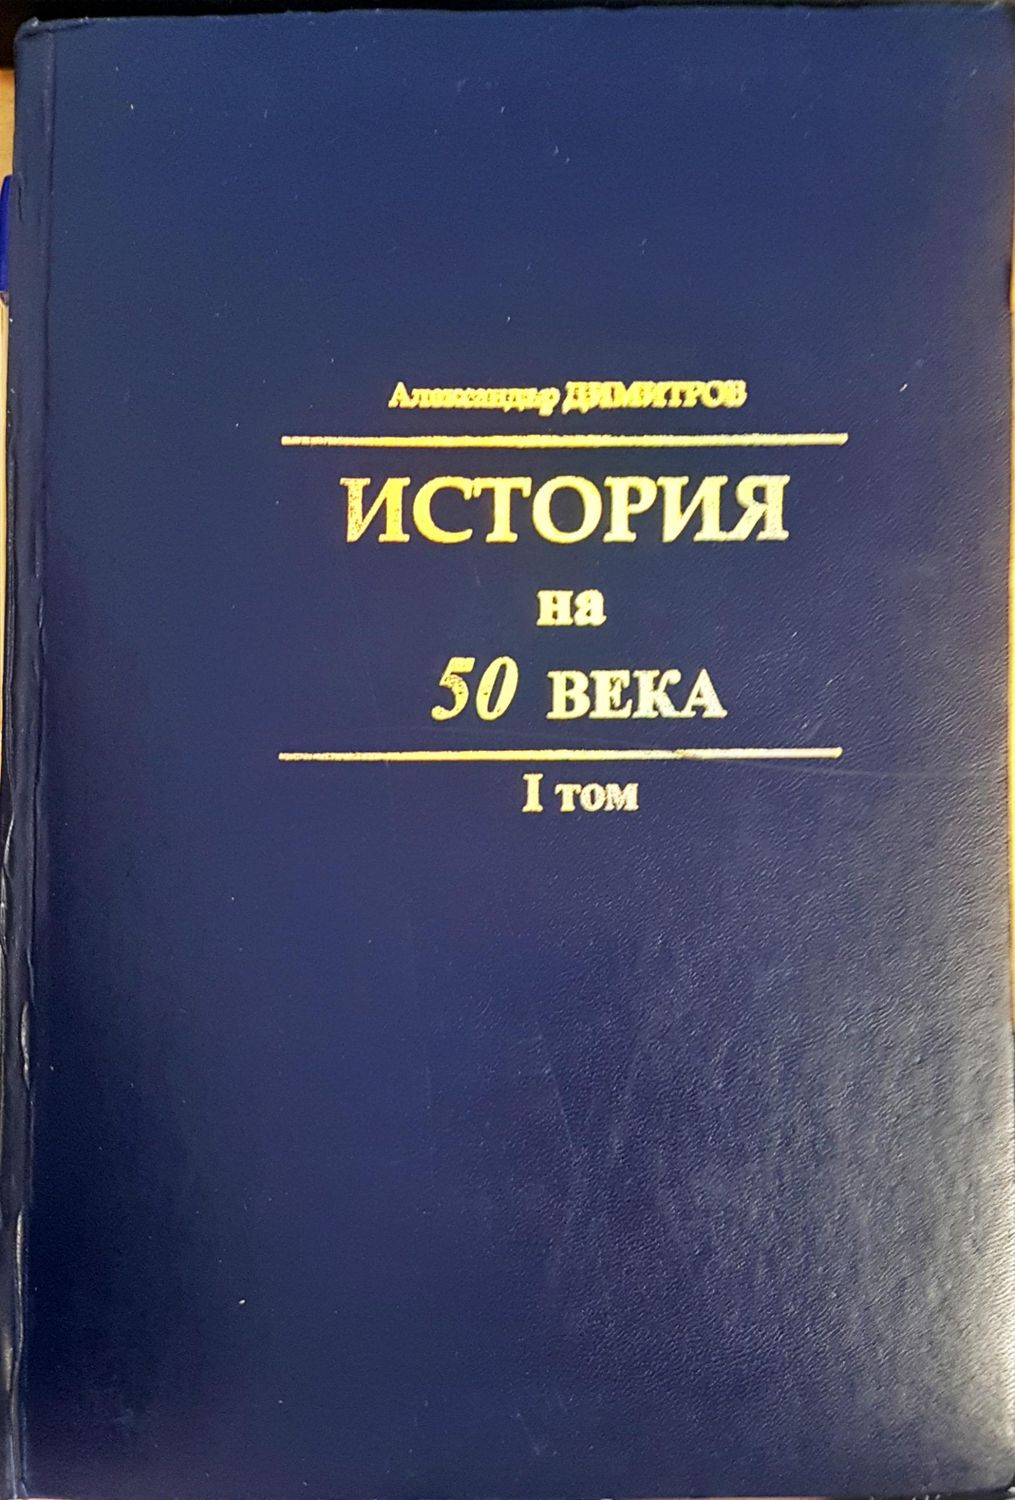 Александър ДИМИТРОВ
ИСТОРИЯ
на
50 ВЕКА
I том